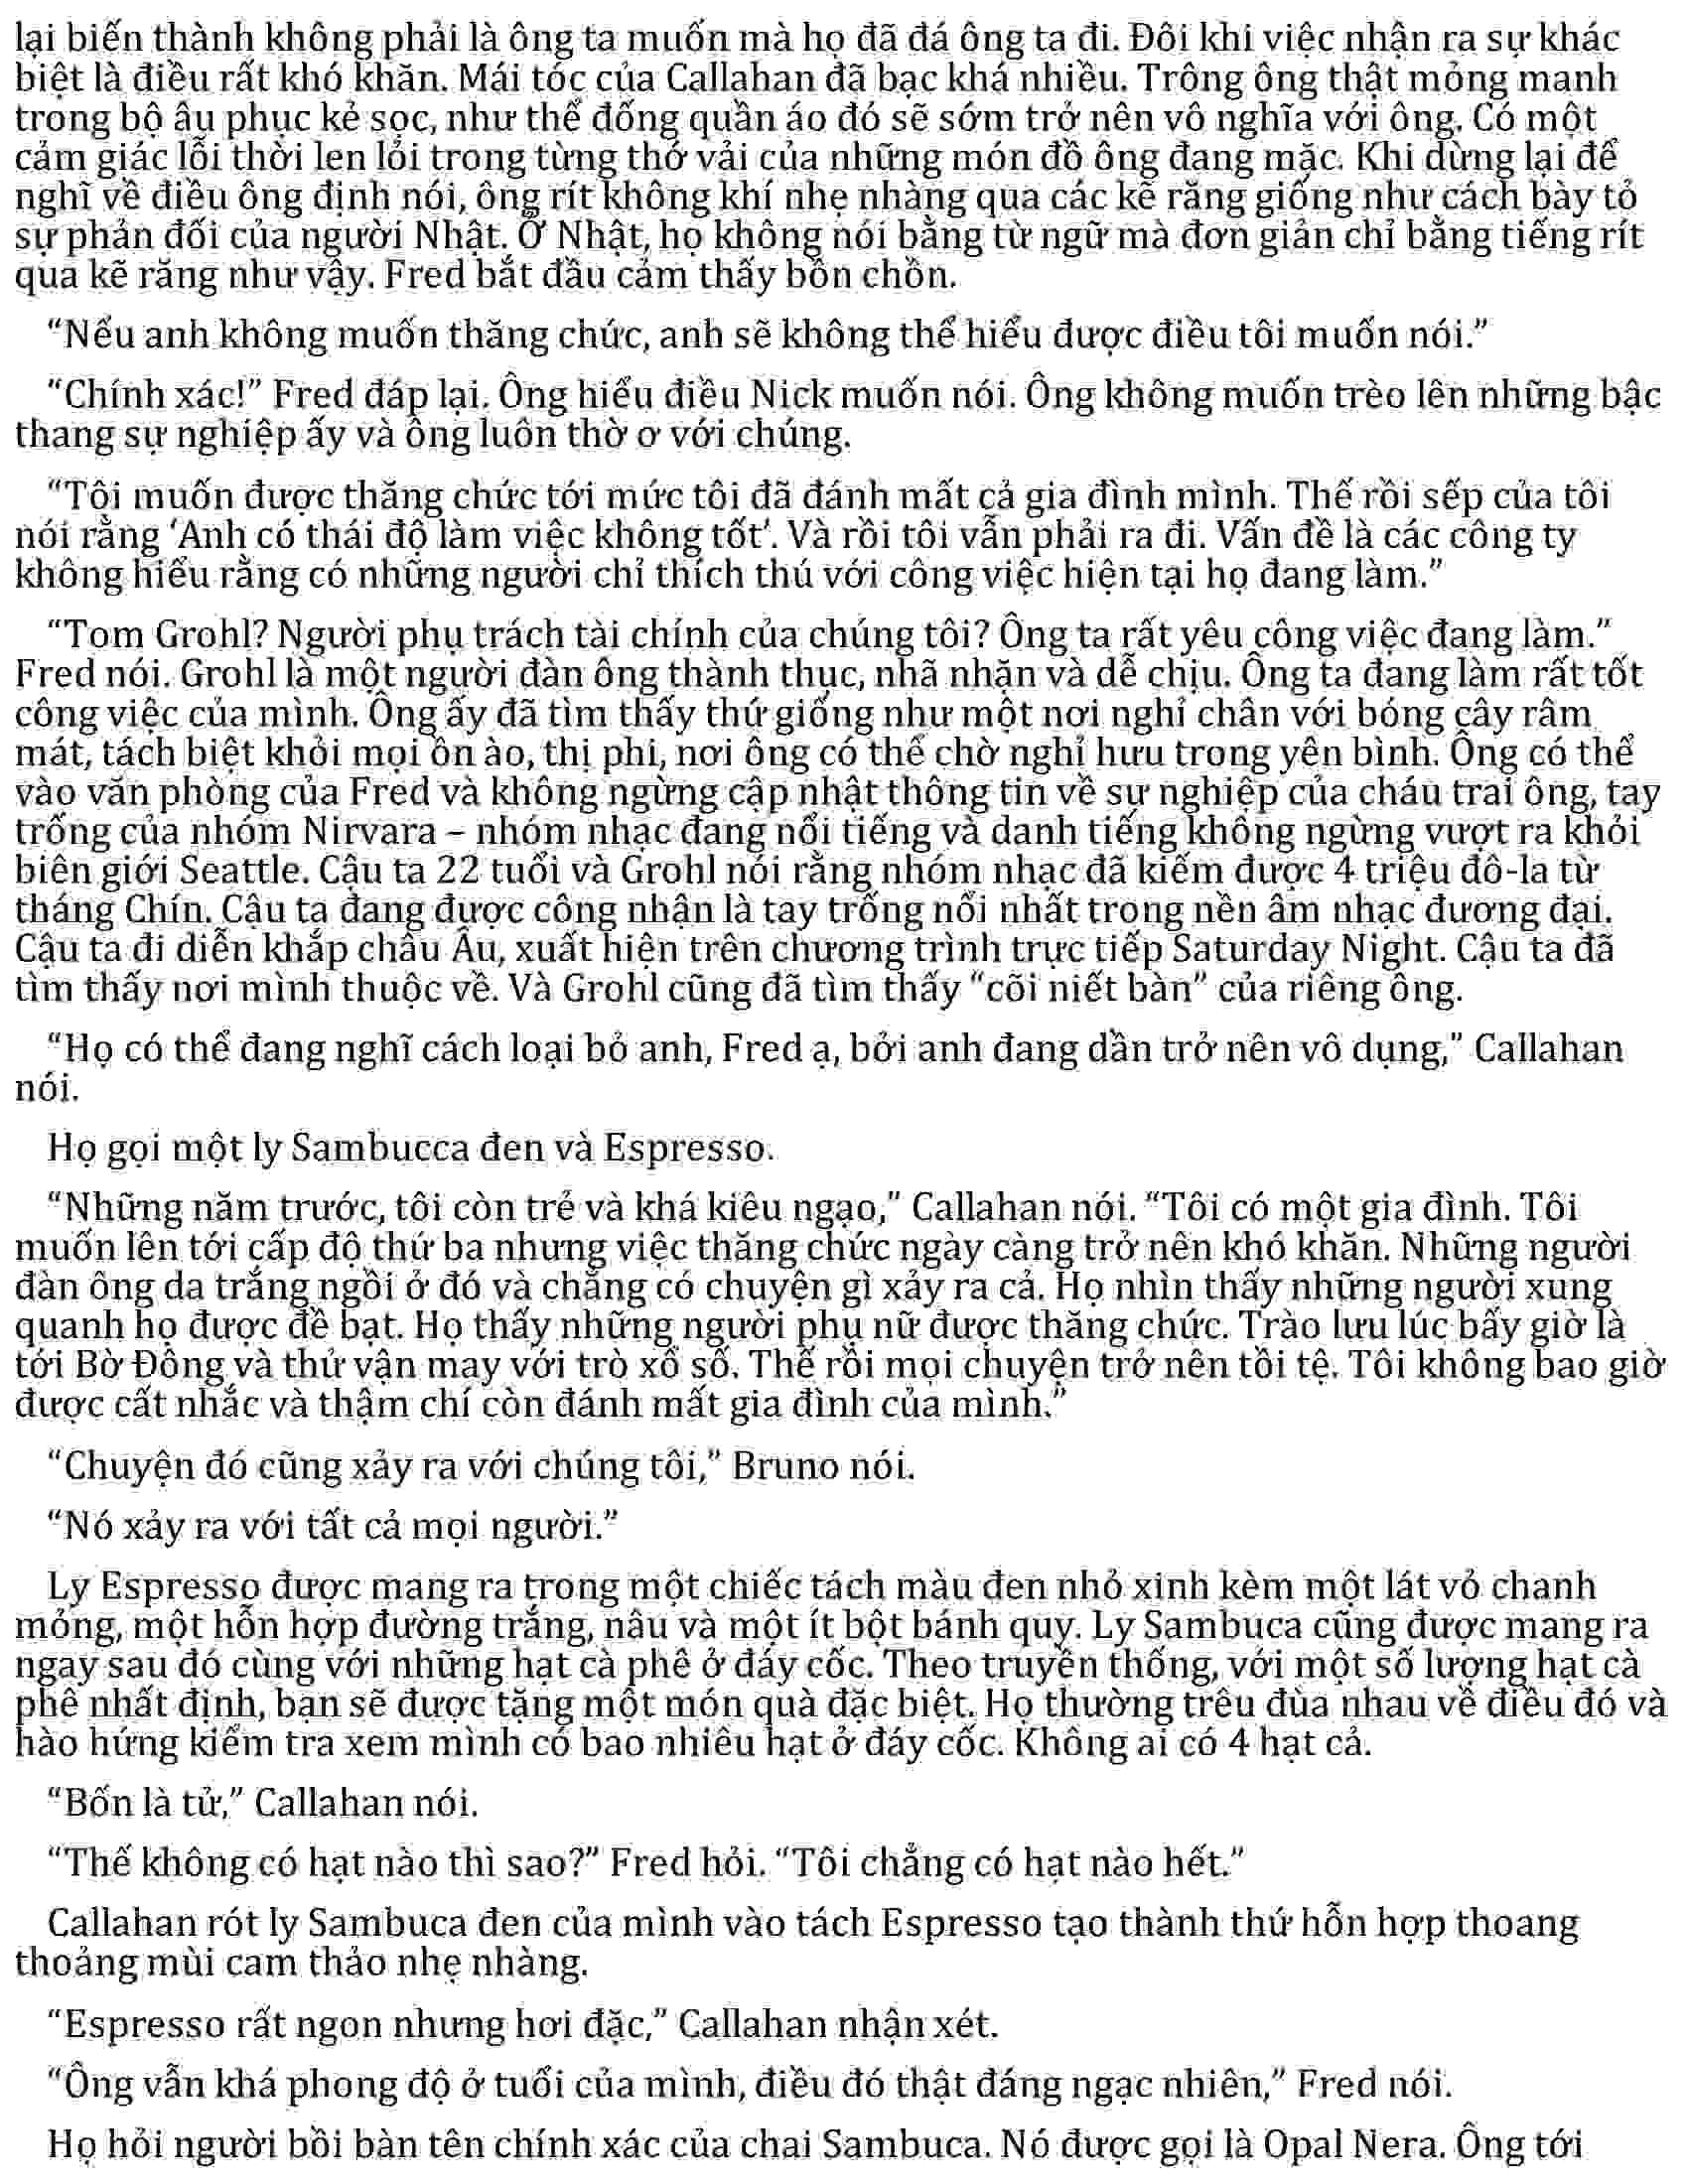 lại biến thành không phải là ông ta muốn mà họ đã đá ông ta đi. Đôi khi việc nhận ra sự khác
biệt là điều rất khó khăn. Mái tóc của Callahan đã bạc khá nhiều. Trông ông thật mỏng manh
trong bộ âu phục kẻ sọc, như thể đống quần áo đó sẽ sớm trở nên vô nghĩa với ông. Có một
cảm giác lỗi thời len lỏi trong từng thớ vải của những món đồ ông đang mặc. Khi dừng lại để
nghĩ về điều ông định nói, ông rít không khí nhẹ nhàng qua các kẽ răng giống như cách bày tỏ
sự phản đối của người Nhật. Ở Nhật, họ không nói bằng từ ngữ mà đơn giản chỉ bằng tiếng rít
qua kẽ răng như vậy. Fred bắt đầu cảm thấy bồn chồn.
“Nếu anh không muốn thăng chức, anh sẽ không thể hiểu được điều tôi muốn nói.”
“Chính xác!” Fred đáp lại. Ông hiểu điều Nick muốn nói. Ông không muốn trèo lên những bậc
thang sự nghiệp ấy và ông luôn thờ ơ với chúng.
“Tôi muốn được thăng chức tới mức tôi đã đánh mất cả gia đình mình. Thế rồi sếp của tôi
nói rằng ‘Anh có thái độ làm việc không tốt’. Và rồi tôi vẫn phải ra đi. Vấn đề là các công ty
không hiểu rằng có những người chỉ thích thú với công việc hiện tại họ đang làm.”
“Tom Grohl? Người phụ trách tài chính của chúng tôi? Ông ta rất yêu công việc đang làm.”
Fred nói. Grohl là một người đàn ông thành thục, nhã nhặn và dễ chịu. Ông ta đang làm rất tốt
công việc của mình. Ông ấy đã tìm thấy thứ giống như một nơi nghỉ chân với bóng cây râm
mát, tách biệt khỏi mọi ồn ào, thị phi, nơi ông có thể chờ nghỉ hưu trong yên bình. Ông có thể
vào văn phòng của Fred và không ngừng cập nhật thông tin về sự nghiệp của cháu trai ông, tay
trống của nhóm Nirvara – nhóm nhạc đang nổi tiếng và danh tiếng không ngừng vượt ra khỏi
biên giới Seattle. Cậu ta 22 tuổi và Grohl nói rằng nhóm nhạc đã kiếm được 4 triệu đô-la từ
tháng Chín. Cậu ta đang được công nhận là tay trống nổi nhất trong nền âm nhạc đương đại.
Cậu ta đi diễn khắp châu Âu, xuất hiện trên chương trình trực tiếp Saturday Night. Cậu ta đã
tìm thấy nơi mình thuộc về. Và Grohl cũng đã tìm thấy “cõi niết bàn” của riêng ông.
“Họ có thể đang nghĩ cách loại bỏ anh, Fred ạ, bởi anh đang dần trở nên vô dụng,” Callahan
nói.
Họ gọi một ly Sambucca đen và Espresso.
“Những năm trước, tôi còn trẻ và khá kiêu ngạo,” Callahan nói. “Tôi có một gia đình. Tôi
muốn lên tới cấp độ thứ ba nhưng việc thăng chức ngày càng trở nên khó khăn. Những người
đàn ông da trắng ngồi ở đó và chẳng có chuyện gì xảy ra cả. Họ nhìn thấy những người xung
quanh họ được đề bạt. Họ thấy những người phụ nữ được thăng chức. Trào lưu lúc bấy giờ là
tới Bờ Đông và thử vận may với trò xổ số. Thế rồi mọi chuyện trở nên tồi tệ. Tôi không bao giờ
được cất nhắc và thậm chí còn đánh mất gia đình của mình.”
“Chuyện đó cũng xảy ra với chúng tôi,” Bruno nói.
“Nó xảy ra với tất cả mọi người.”
Ly Espresso được mang ra trong một chiếc tách màu đen nhỏ xinh kèm một lát vỏ chanh
mỏng, một hỗn hợp đường trắng, nâu và một ít bột bánh quy. Ly Sambuca cũng được mang ra
ngay sau đó cùng với những hạt cà phê ở đáy cốc. Theo truyền thống, với một số lượng hạt cà
phê nhất định, bạn sẽ được tặng một món quà đặc biệt. Họ thường trêu đùa nhau về điều đó và
hào hứng kiểm tra xem mình có bao nhiêu hạt ở đáy cốc. Không ai có 4 hạt cả.
“Bốn là tử,” Callahan nói.
“Thế không có hạt nào thì sao?” Fred hỏi. “Tôi chẳng có hạt nào hết.”
Callahan rót ly Sambuca đen của mình vào tách Espresso tạo thành thứ hỗn hợp thoang
thoảng mùi cam thảo nhẹ nhàng.
“Espresso rất ngon nhưng hơi đặc,” Callahan nhận xét.
“Ông vẫn khá phong độ ở tuổi của mình, điều đó thật đáng ngạc nhiên,” Fred nói.
Họ hỏi người bồi bàn tên chính xác của chai Sambuca. Nó được gọi là Opal Nera. Ông tới